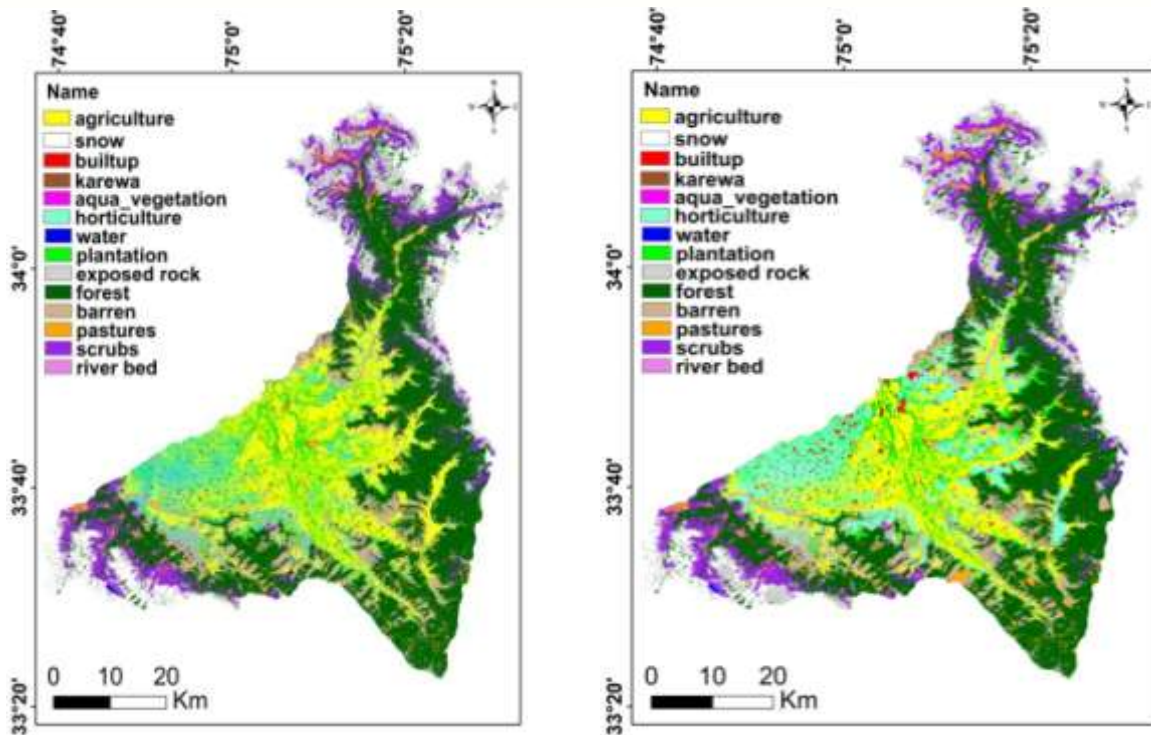 74°40'
75°0'
75°20'
Name
agriculture
snow
builtup
karewa
aqua_vegetation
horticulture
water
plantation
exposed rock
forest
barren
pastures
scrubs
river bed
34°0'
33°40'
33°20'
0 10 20
Km
74°40'
75°0'
75°20'
Name
agriculture
snow
builtup
karewa
aqua_vegetation
horticulture
water
plantation
exposed rock
forest
barren
pastures
scrubs
river bed
34°0'
33°40'
33°20'
0 10 20
Km